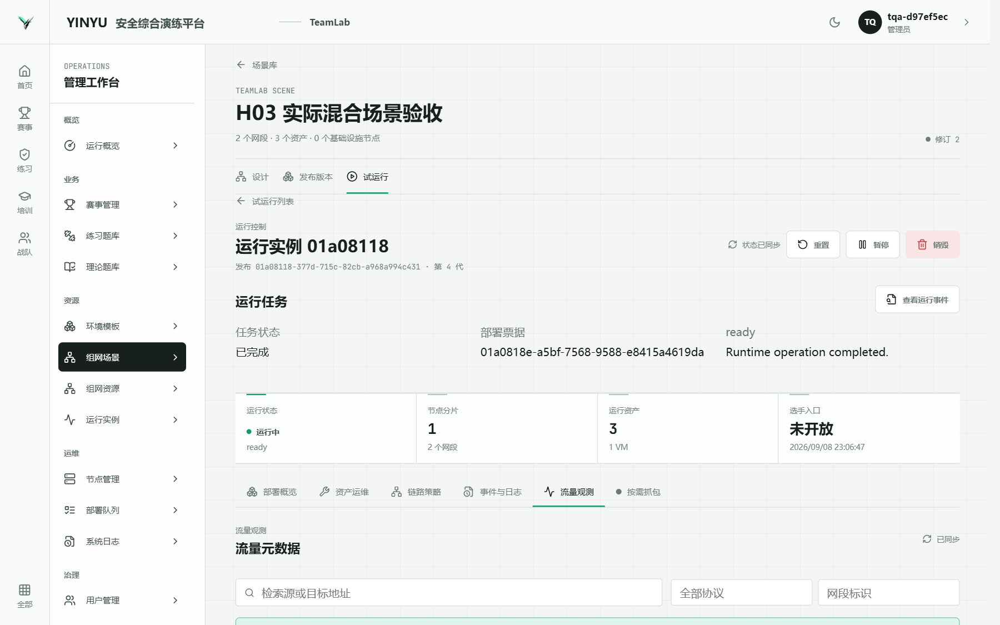 YINYU 安全综合演练平台
TeamLab
TQ
tqa-d97ef5ec
管理员
首页
赛事
练习
培训
战队
全部
OPERATIONS
管理工作台
概览
运行概览
业务
赛事管理
练习题库
理论题库
资源
环境模板
组网场景
组网资源
运行实例
运维
节点管理
部署队列
系统日志
治理
用户管理
场景库
TEAMLAB SCENE
H03 实际混合场景验收
2 个网段 · 3 个资产 · 0 个基础设施节点
修订 2
设计
发布版本
试运行
试运行列表
运行控制
运行实例 01a08118
发布 01a08118-377d-715c-82cb-a968a994c431 · 第 4 代
状态已同步
重置
暂停
销毁
运行任务
查看运行事件
任务状态
已完成
部署票据
01a0818e-a5bf-7568-9588-e8415a4619da
ready
Runtime operation completed.
运行状态
运行中
ready
节点分片
1
2 个网段
运行资产
3
1 VM
选手入口
未开放
2026/09/08 23:06:47
部署概览
资产运维
链路策略
事件与日志
流量观测
按需抓包
流量观测
流量元数据
已同步
检索源或目标地址
全部协议
网段标识